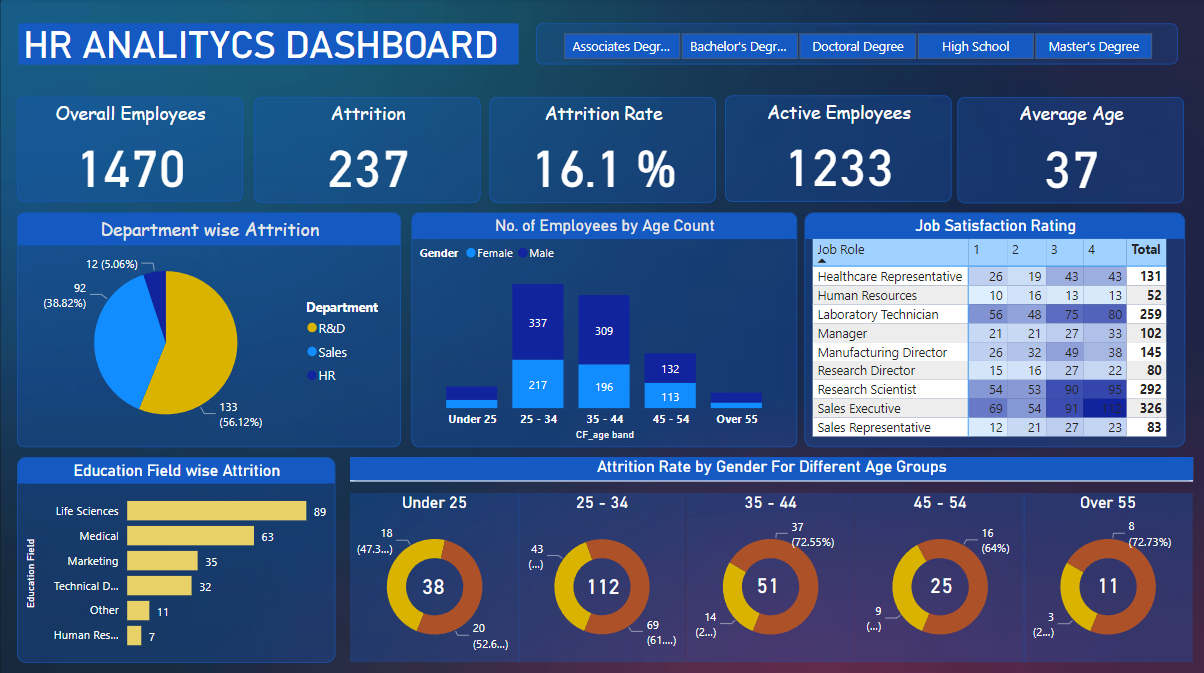 HR ANALITYCS DASHBOARD
Associates Degr...
Bachelor's Degr...
Doctoral Degree
High School
Master's Degree
Overall Employees
1470
Attrition
237
Attrition Rate
16.1 %
Active Employees
1233
Average Age
37
Department wise Attrition
12 (5.06%)
92
(38.82%)
133
(56.12%)
Department
R&D
Sales
HR
No. of Employees by Age Count
Gender Female Male
337
309
132
217
196
113
Under 25 25 - 34 35 - 44 45 - 54 Over 55
CF_age band
Job Satisfaction Rating
Job Role 1 2 3 4 Total
Healthcare Representative 26 19 43 43 131
Human Resources 10 16 13 13 52
Laboratory Technician 56 48 75 80 259
Manager 21 21 27 33 102
Manufacturing Director 26 32 49 38 145
Research Director 15 16 27 22 80
Research Scientist 54 53 90 95 292
Sales Executive 69 54 91 326
Sales Representative 12 21 27 23 83
Education Field wise Attrition
Education Field
Life Sciences 89
Medical 63
Marketing 35
Technical D... 32
Other 11
Human Res... 7
Attrition Rate by Gender For Different Age Groups
Under 25
18
(47.3...)
38
20
(52.6...)
25 - 34
43
(...)
112
69
(61....)
35 - 44
37
(72.55%)
51
14
(2...)
45 - 54
16
(64%)
25
9
(...)
Over 55
8
(72.73%)
11
3
(2...)